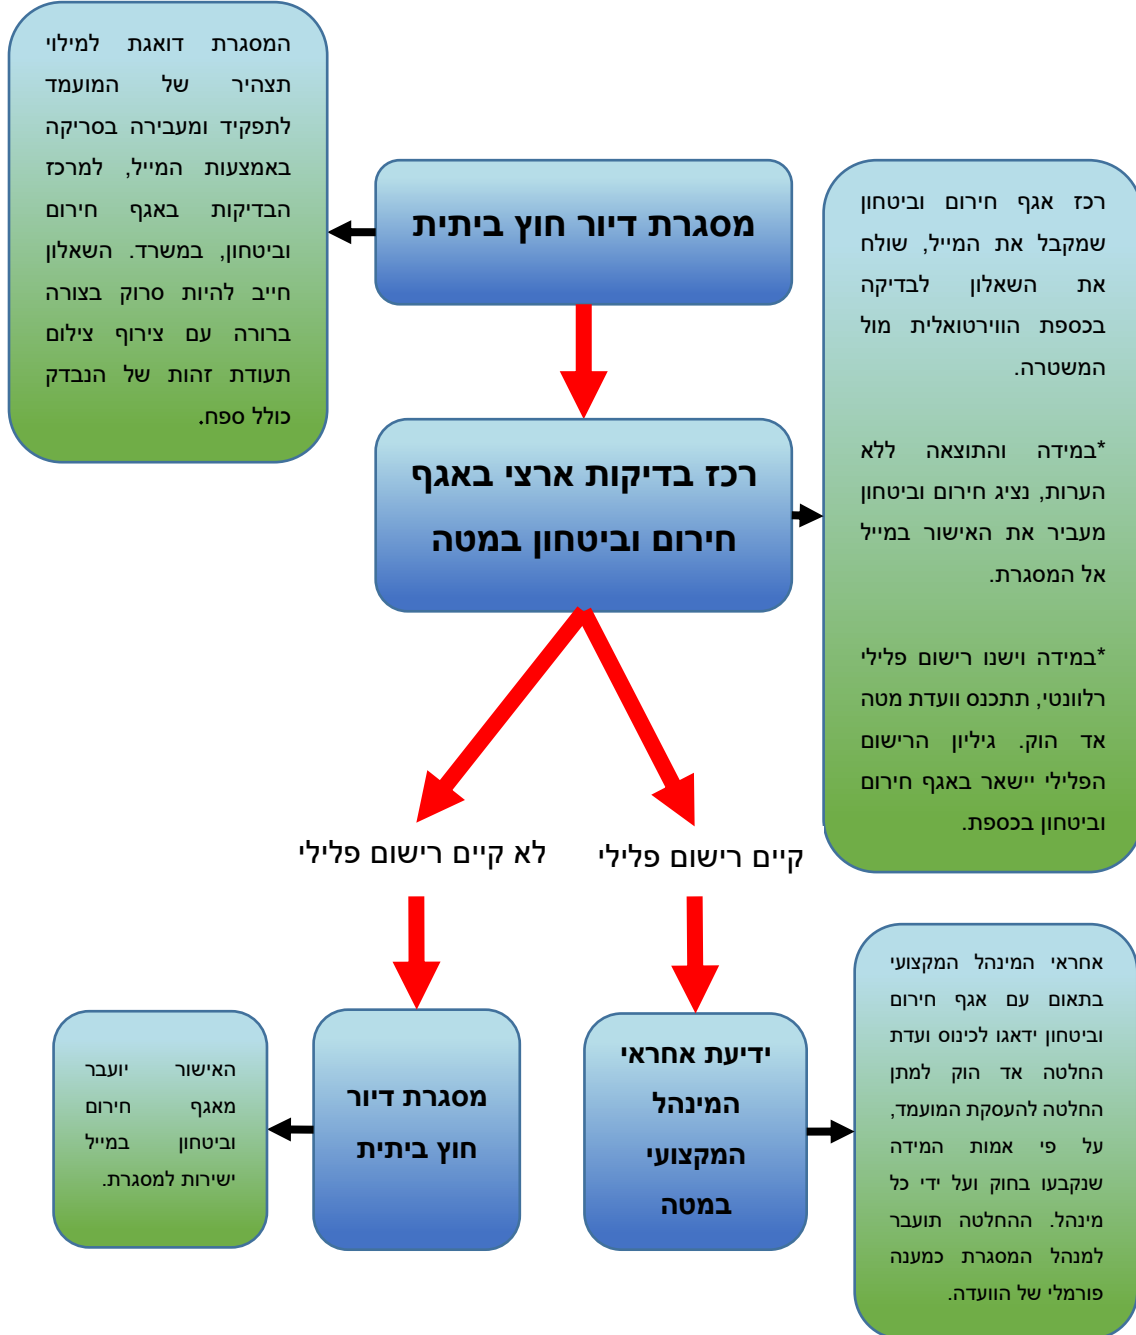 המסגרת דואגת למילוי
תצהיר של המועמד
לתפקיד ומעבירה בסריקה
באמצעות המייל, למרכז
הבדיקות באגף חירום
וביטחון, במשרד. השאלון
חייב להיות סרוק בצורה
ברורה עם צירוף צילום
תעודת זהות של הנבדק
כולל ספח.
מסגרת דיור חוץ ביתית
רכז אגף חירום וביטחון
שמקבל את המייל, שולח
את השאלון לבדיקה
בכספת הווירטואלית מול
המשטרה.
*במידה והתוצאה ללא
הערות, נציג חירום וביטחון
מעביר את האישור במייל
אל המסגרת.
*במידה וישנו רישום פלילי
רלוונטי, תתכנס וועדת מטה
אד הוק. גיליון הרישום
הפלילי יישאר באגף חירום
וביטחון בכספת.
רכז בדיקות ארצי באגף
חירום וביטחון במטה
קיים רישום פלילי
לא קיים רישום פלילי
אחראי המינהל המקצועי
בתאום עם אגף חירום
וביטחון ידאגו לכינוס ועדת
החלטה אד הוק למתן
החלטה להעסקת המועמד,
על פי אמות המידה
שנקבעו בחוק ועל ידי כל
מינהל. ההחלטה תועבר
למנהל המסגרת כמענה
פורמלי של הוועדה.
ידיעת אחראי
המינהל
המקצועי
במטה
מסגרת דיור
חוץ ביתית
האישור יועבר
מאגף חירום
וביטחון במייל
ישירות למסגרת.